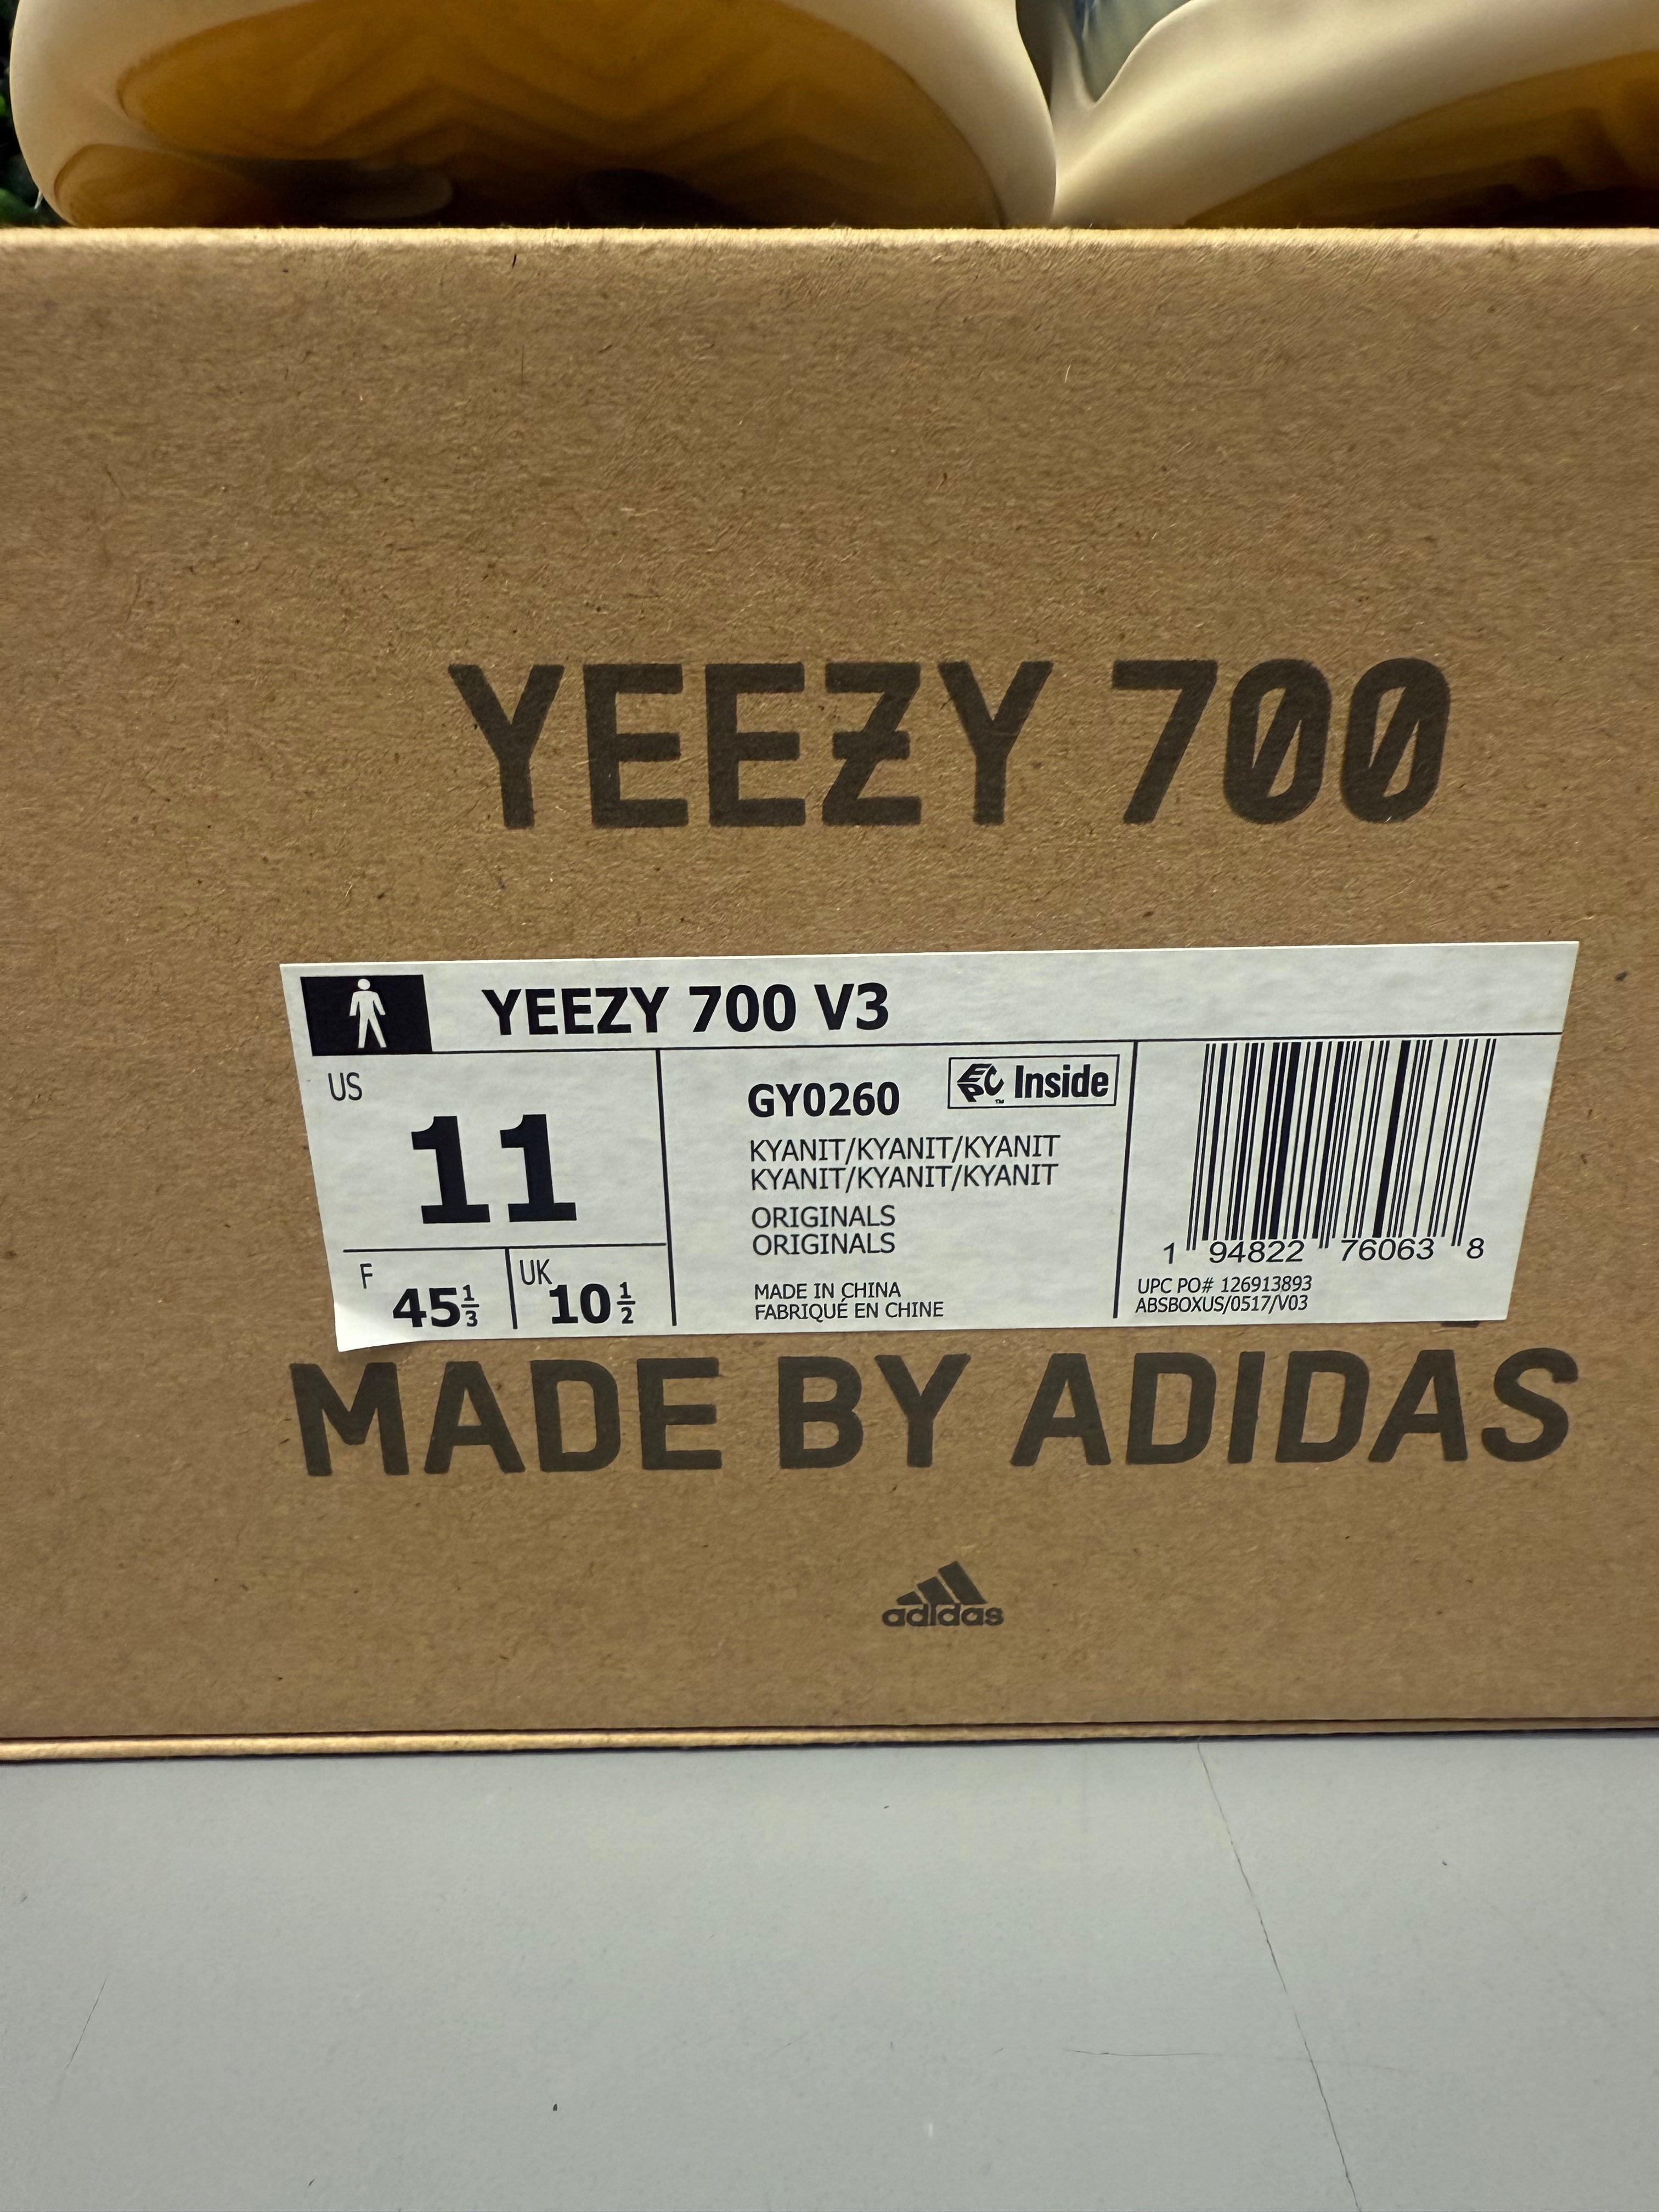 YEEZY 700
YEEZY 700 V3
US
11
F 45 1/3
UK 10 1/2
GY0260
EPC™ Inside
KYANIT/KYANIT/KYANIT
KYANIT/KYANIT/KYANIT
ORIGINALS
ORIGINALS
MADE IN CHINA
FABRIQUÉ EN CHINE
1 94822 76063 8
UPC PO# 126913893
ABSBOXUS/0517/V03
MADE BY ADIDAS
adidas